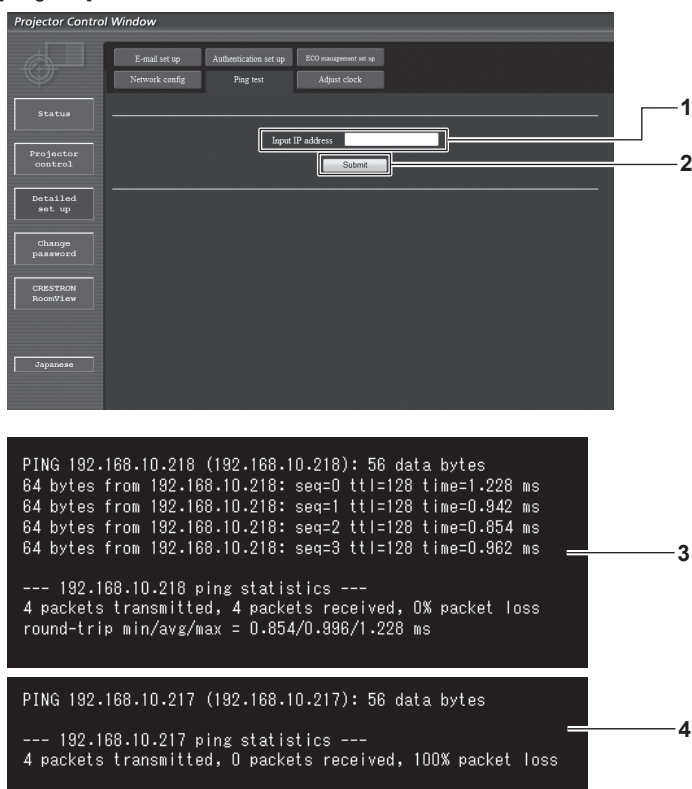 Projector Control Window
E-mail set up
Authentication set up
ECO management set up
Network config
Ping test
Adjust clock
Status
Projector
control
Detailed
set up
Change
password
CRESTRON
RoomView
Japanese
Input IP address
Submit
1
2
PING 192.168.10.218 (192.168.10.218): 56 data bytes
64 bytes from 192.168.10.218: seq=0 ttl=128 time=1.228 ms
64 bytes from 192.168.10.218: seq=1 ttl=128 time=0.942 ms
64 bytes from 192.168.10.218: seq=2 ttl=128 time=0.854 ms
64 bytes from 192.168.10.218: seq=3 ttl=128 time=0.962 ms
--- 192.168.10.218 ping statistics ---
4 packets transmitted, 4 packets received, 0% packet loss
round-trip min/avg/max = 0.854/0.996/1.228 ms
3
PING 192.168.10.217 (192.168.10.217): 56 data bytes
--- 192.168.10.217 ping statistics ---
4 packets transmitted, 0 packets received, 100% packet loss
4